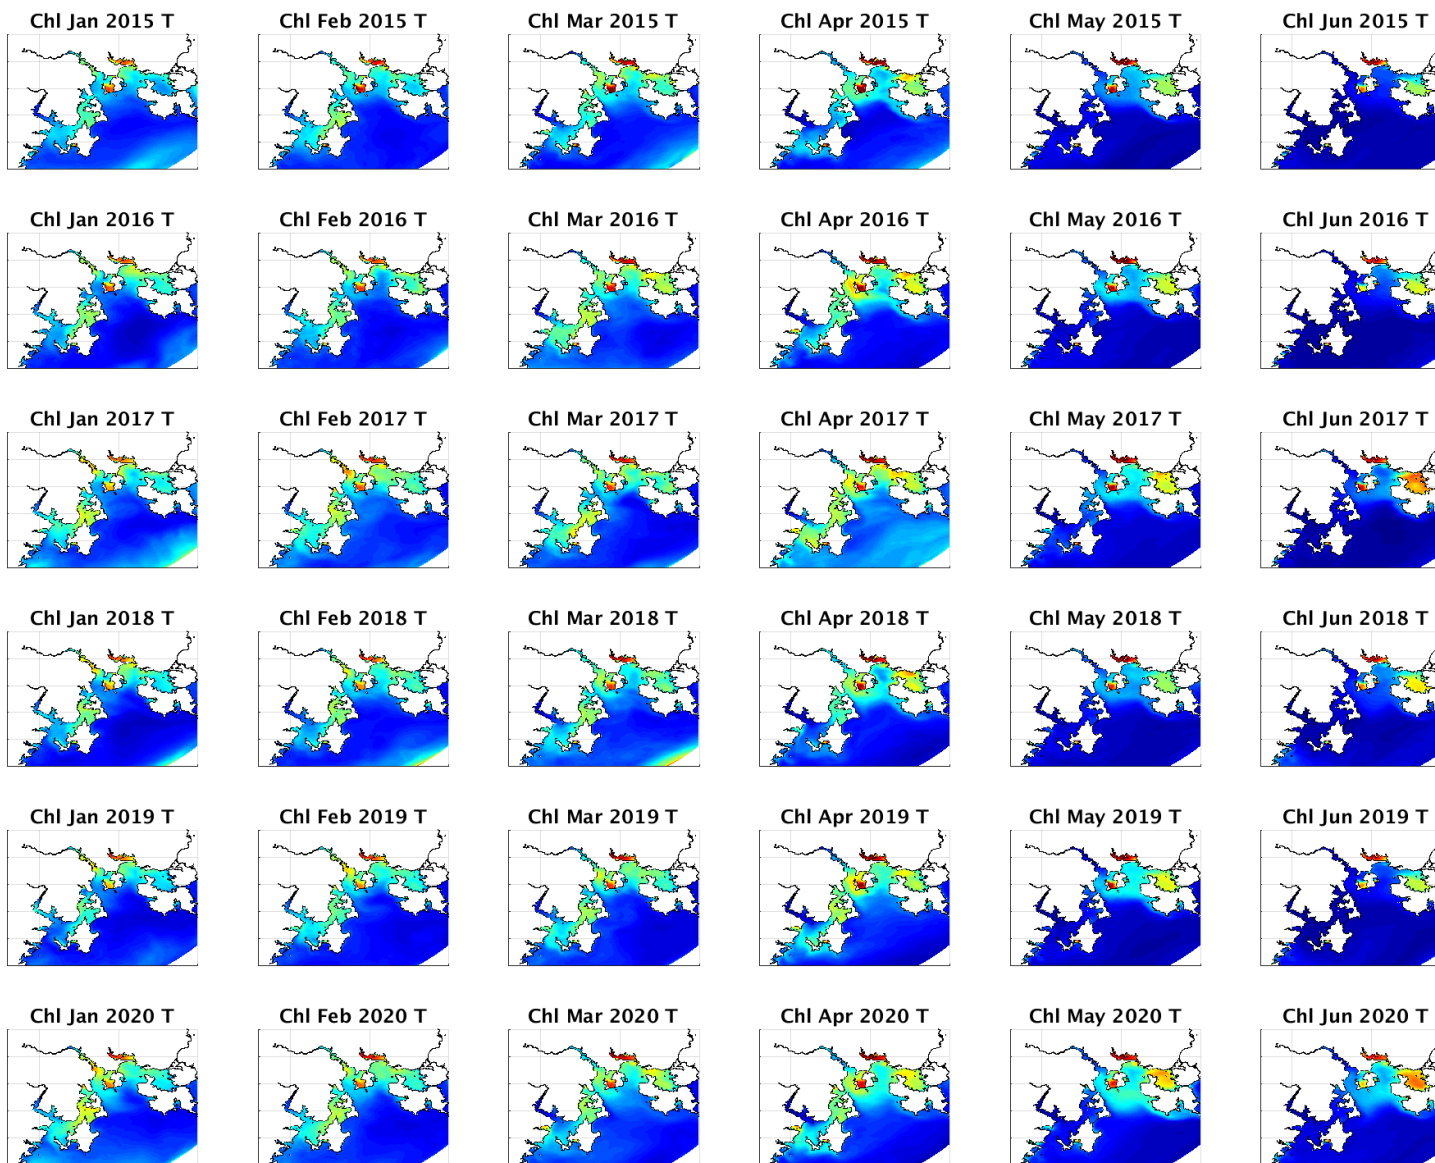 Chl Jan 2015 T Chl Feb 2015 T Chl Mar 2015 T Chl Apr 2015 T Chl May 2015 T Chl Jun 2015 T
Chl Jan 2016 T Chl Feb 2016 T Chl Mar 2016 T Chl Apr 2016 T Chl May 2016 T Chl Jun 2016 T
Chl Jan 2017 T Chl Feb 2017 T Chl Mar 2017 T Chl Apr 2017 T Chl May 2017 T Chl Jun 2017 T
Chl Jan 2018 T Chl Feb 2018 T Chl Mar 2018 T Chl Apr 2018 T Chl May 2018 T Chl Jun 2018 T
Chl Jan 2019 T Chl Feb 2019 T Chl Mar 2019 T Chl Apr 2019 T Chl May 2019 T Chl Jun 2019 T
Chl Jan 2020 T Chl Feb 2020 T Chl Mar 2020 T Chl Apr 2020 T Chl May 2020 T Chl Jun 2020 T